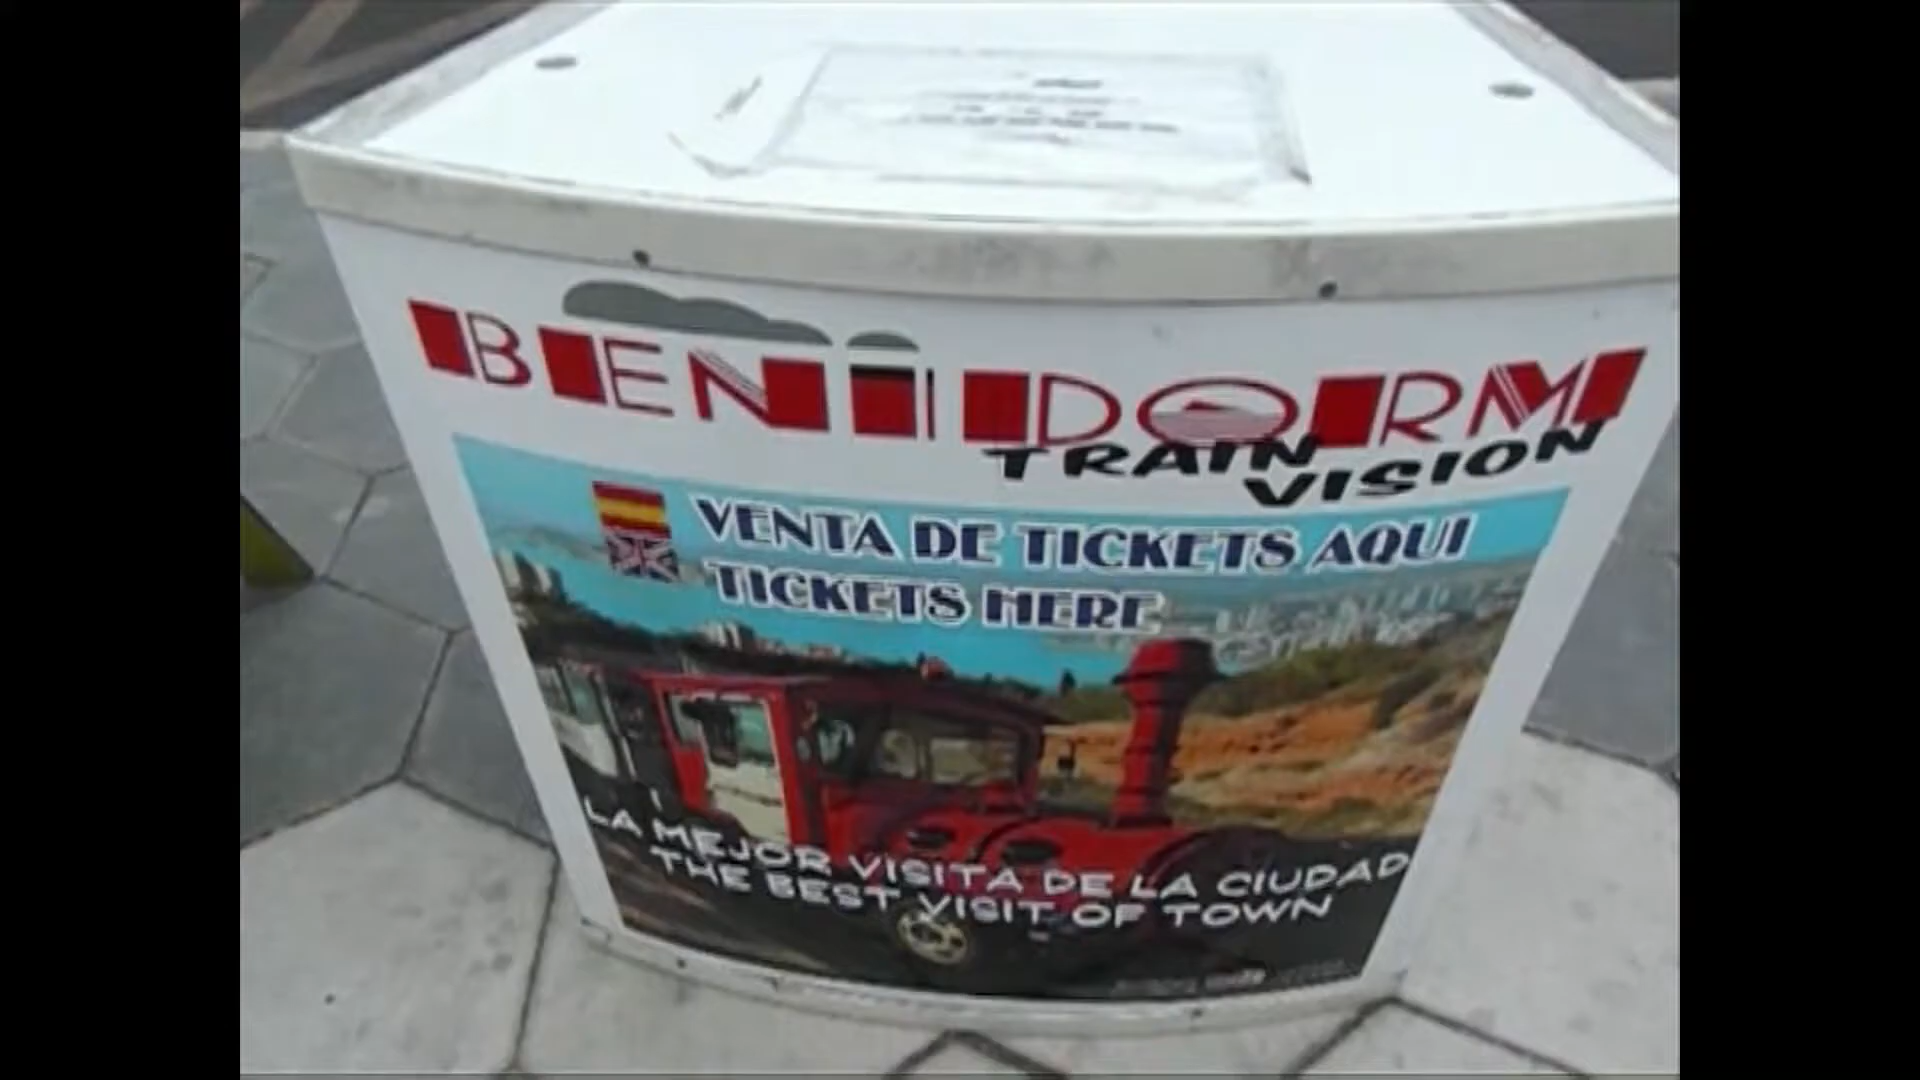 BENIDORM
TRAIN
VISION
VENTA DE TICKETS AQUI
TICKETS HERE
LA MEJOR VISITA DE LA CIUDAD
THE BEST VISIT OF TOWN